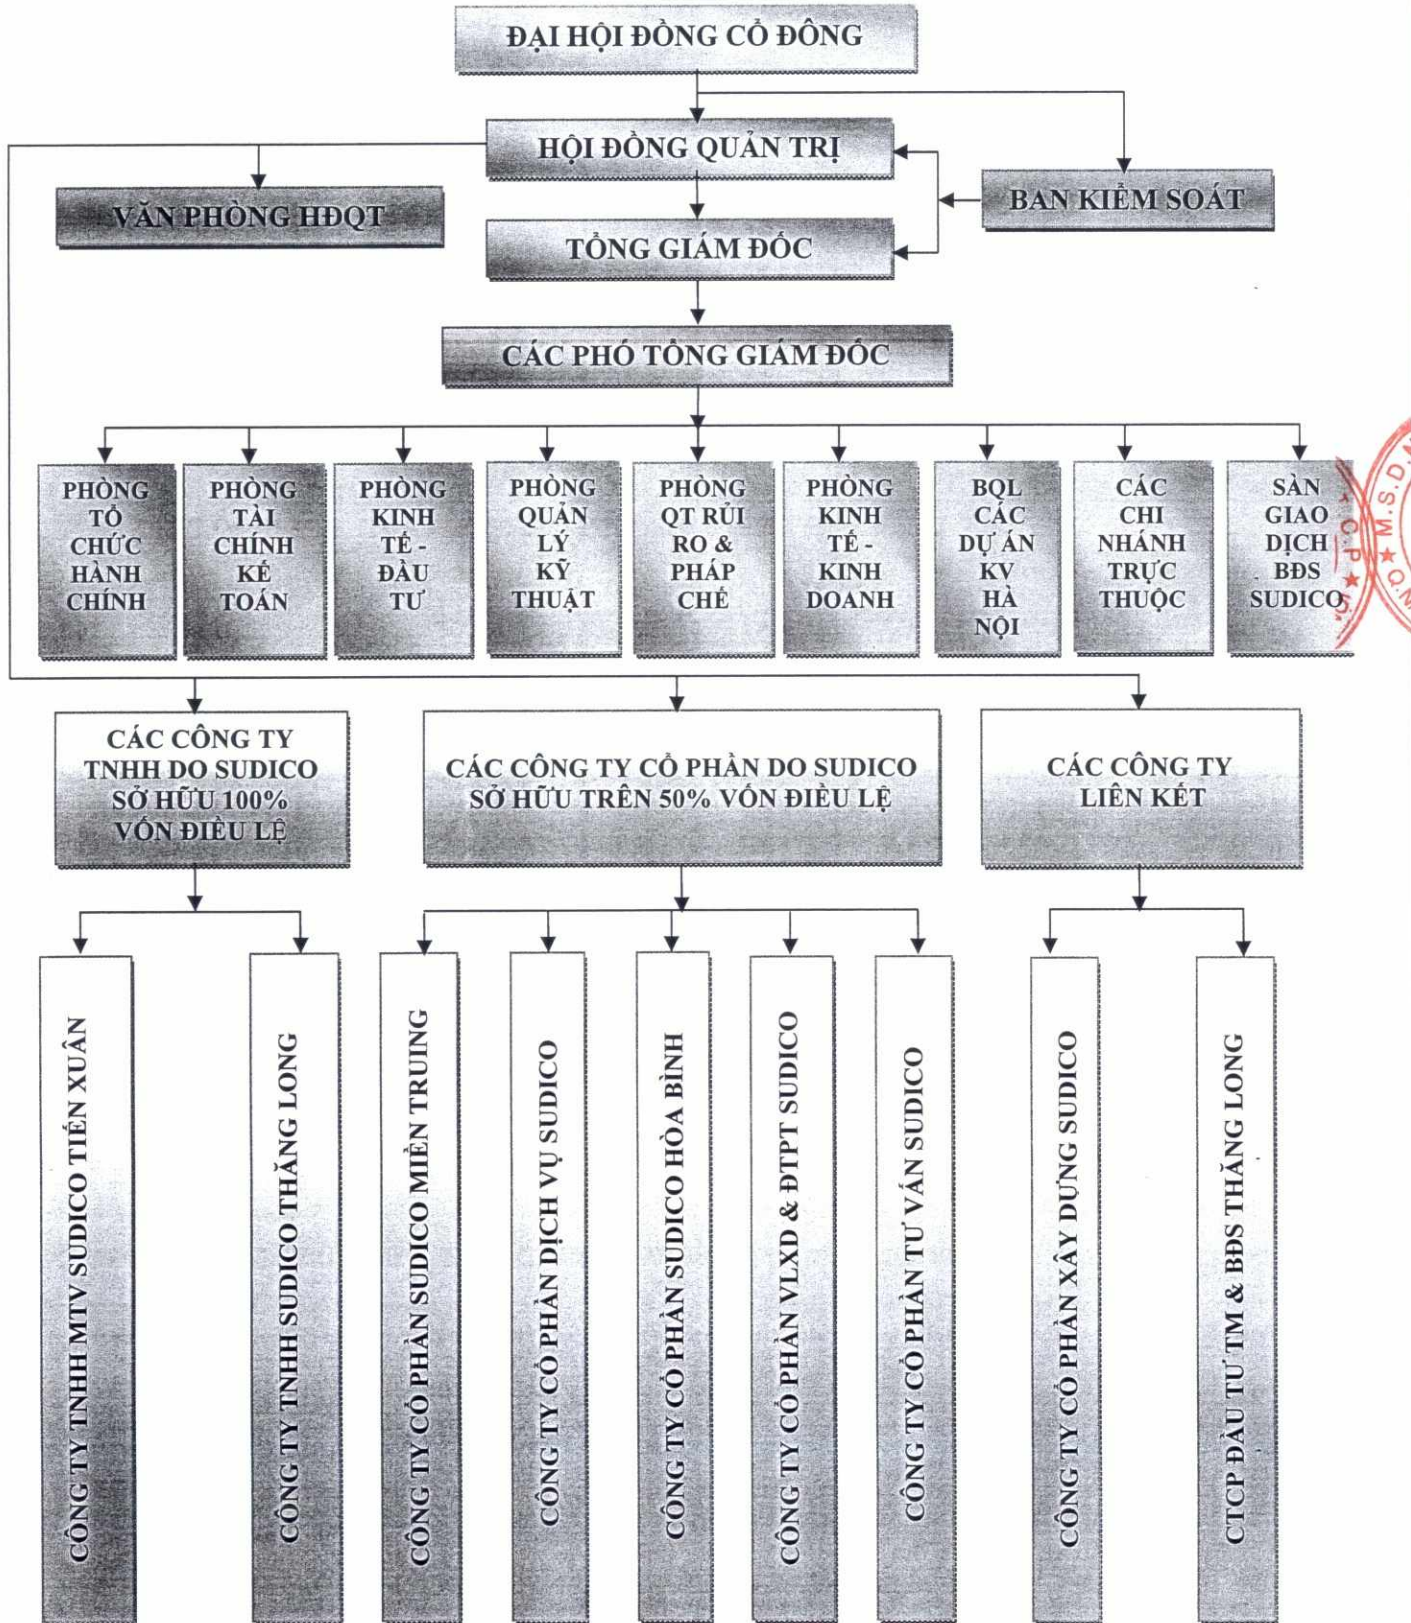 ĐẠI HỘI ĐỒNG CỔ ĐÔNG
HỘI ĐỒNG QUẢN TRỊ
VĂN PHÒNG HĐQT
BAN KIỂM SOÁT
TỔNG GIÁM ĐỐC
CÁC PHÓ TỔNG GIÁM ĐỐC
PHÒNG
TỔ
CHỨC
HÀNH
CHÍNH
PHÒNG
TÀI
CHÍNH
KẾ
TOÁN
PHÒNG
KINH
TẾ -
ĐẦU
TƯ
PHÒNG
QUẢN
LÝ
KỸ
THUẬT
PHÒNG
QT RỦI
RO &
PHÁP
CHẾ
PHÒNG
KINH
TẾ -
KINH
DOANH
BQL
CÁC
DỰ ÁN
KV
HÀ
NỘI
CÁC
CHI
NHÁNH
TRỰC
THUỘC
SÀN
GIAO
DỊCH
BĐS
SUDICO
C.P
M.S.D.
CÁC CÔNG TY
TNHH DO SUDICO
SỞ HỮU 100%
VỐN ĐIỀU LỆ
CÁC CÔNG TY CỔ PHẦN DO SUDICO
SỞ HỮU TRÊN 50% VỐN ĐIỀU LỆ
CÁC CÔNG TY
LIÊN KẾT
CÔNG TY TNHH MTV SUDICO TIẾN XUÂN
CÔNG TY TNHH SUDICO THĂNG LONG
CÔNG TY CỔ PHẦN SUDICO MIỀN TRUING
CÔNG TY CỔ PHẦN DỊCH VỤ SUDICO
CÔNG TY CỔ PHẦN SUDICO HÒA BÌNH
CÔNG TY CỔ PHẦN VLXD & ĐTPT SUDICO
CÔNG TY CỔ PHẦN TƯ VẤN SUDICO
CÔNG TY CỔ PHẦN XÂY DỰNG SUDICO
CTCP ĐẦU TƯ TM & BĐS THĂNG LONG